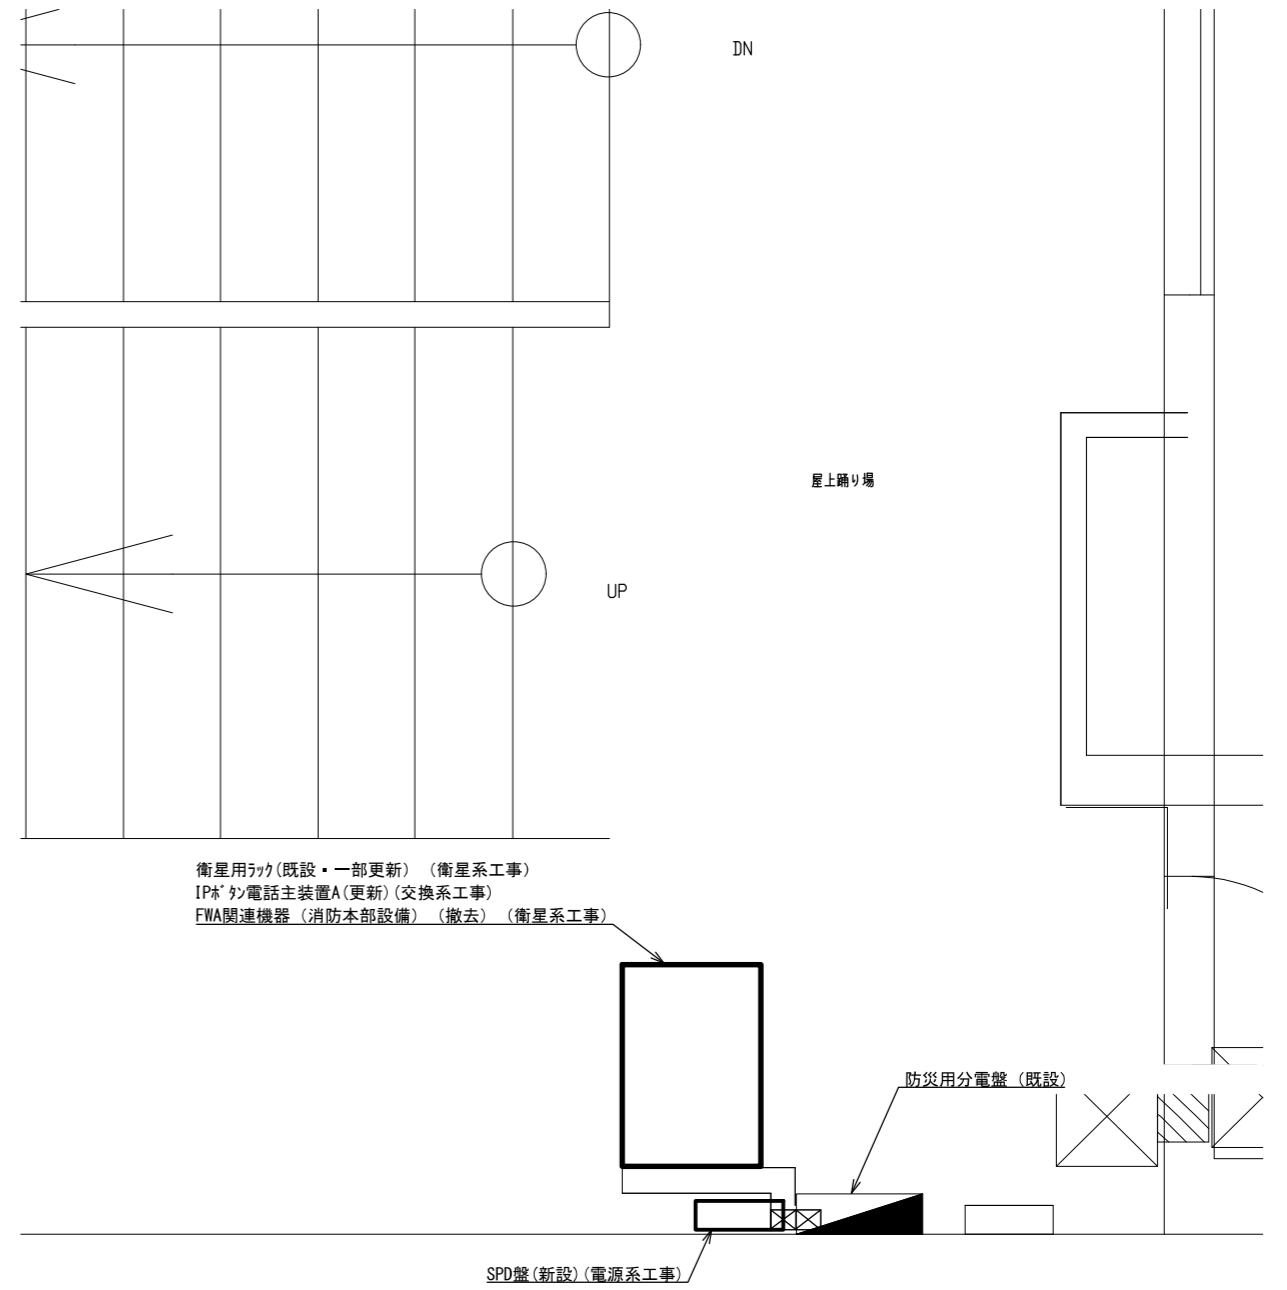 DN
屋上踊り場
UP
衛星用ﾗｯｸ(既設・一部更新) (衛星系工事)
IPﾎﾞﾀﾝ電話主装置A(更新)(交換系工事)
FWA関連機器(消防本部設備)(撤去)(衛星系工事)
防災用分電盤(既設)
SPD盤(新設)(電源系工事)